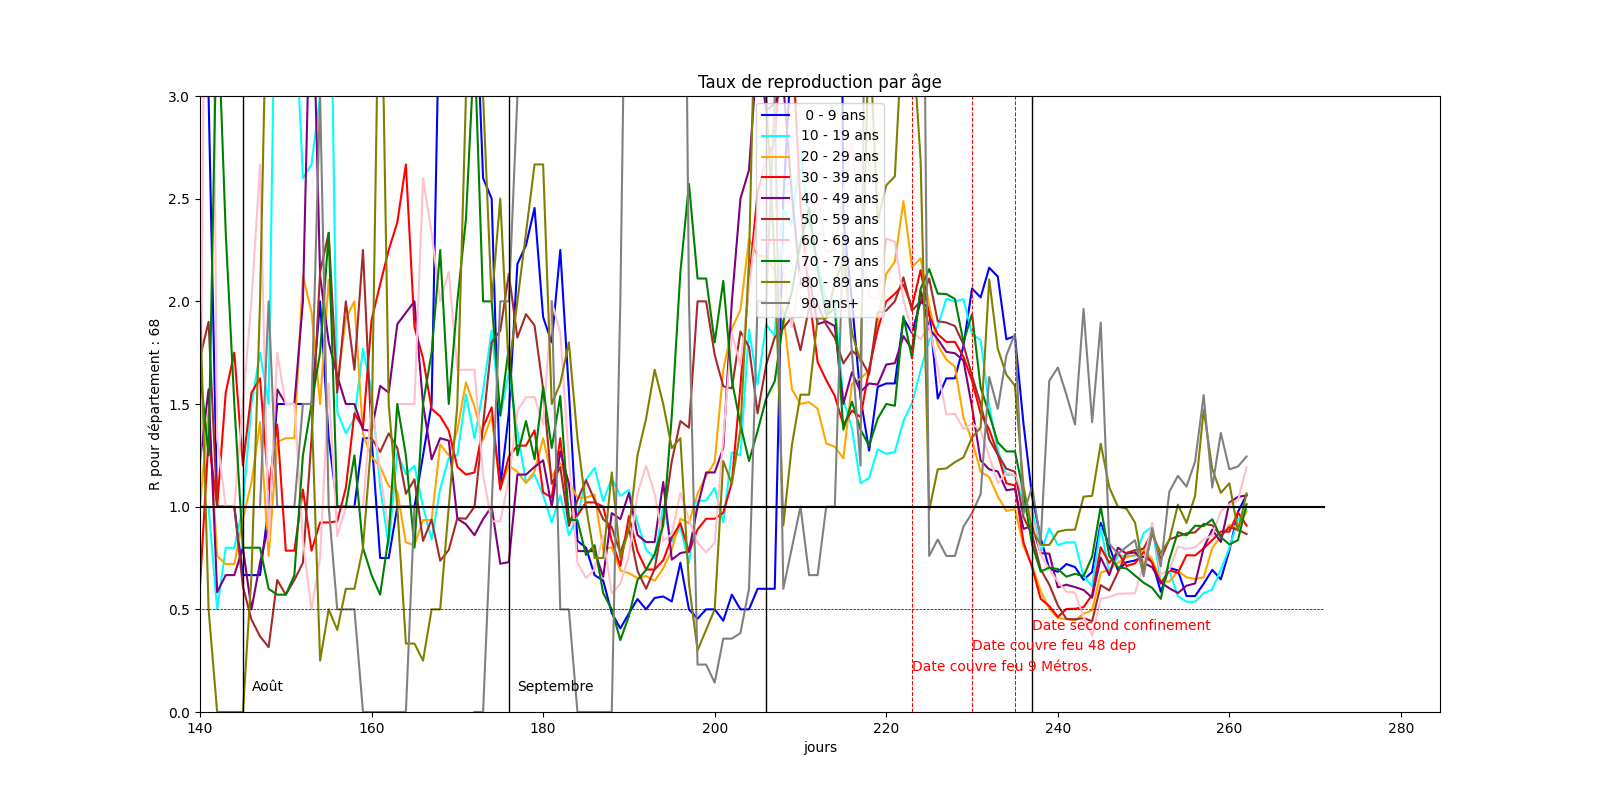 Taux de reproduction par âge
3.0
2.5
2.0
1.5
1.0
0.5
0.0
R pour département : 68
0 - 9 ans
10 - 19 ans
20 - 29 ans
30 - 39 ans
40 - 49 ans
50 - 59 ans
60 - 69 ans
70 - 79 ans
80 - 89 ans
90 ans+
Date second confinement
Date couvre feu 48 dep
Date couvre feu 9 Métros.
Août
Septembre
140 160 180 200 220 240 260 280
jours